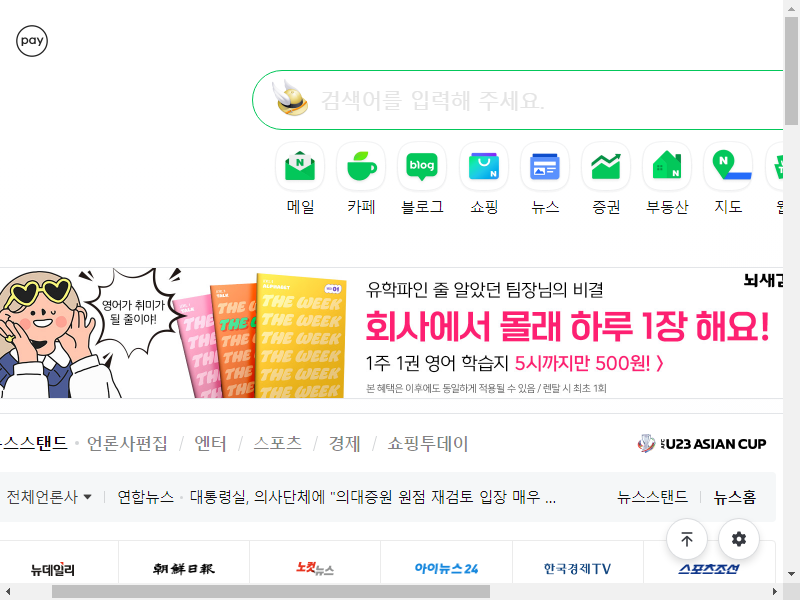 pay
검색어를 입력해 주세요.
메일 카페 블로그 쇼핑 뉴스 증권 부동산 지도
영어가 취미가
될 줄이야!
유학파인 줄 알았던 팀장님의 비결
회사에서 몰래 하루 1장 해요!
1주 1권 영어 학습지 5시까지만 500원! 〉
본 혜택은 이후에도 동일하게 적용될 수 있음 / 렌탈 시 최초 1회
THE WEEK
뇌새김
뉴스스탠드 · 언론사편집 / 엔터 / 스포츠 / 경제 / 쇼핑투데이
U23 ASIAN CUP
전체언론사 연합뉴스 · 대통령실, 의사단체에 "의대증원 원점 재검토 입장 매우 ... 뉴스스탠드 뉴스홈
뉴데일리 朝鮮日報 노컷뉴스 아이뉴스24 한국경제TV 스포츠조선